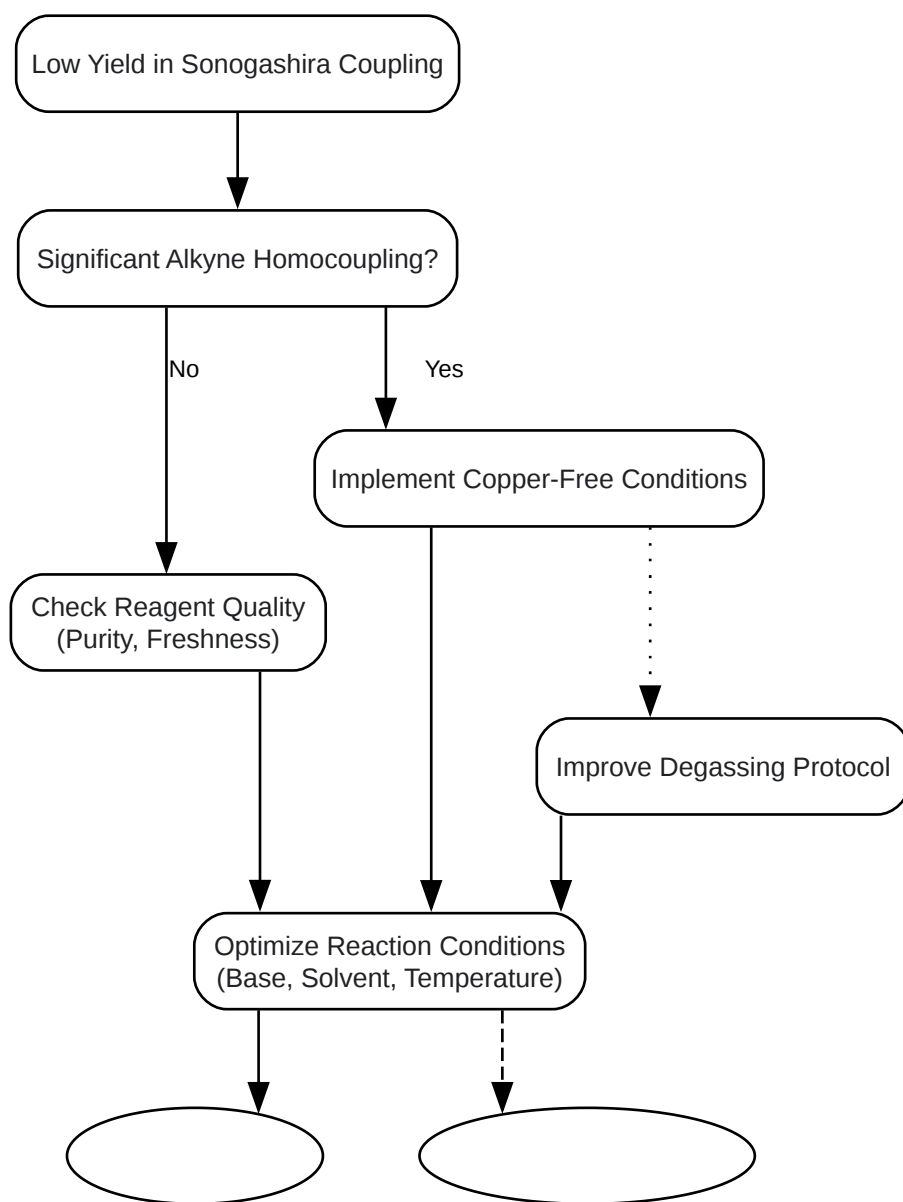 Low Yield in Sonogashira Coupling
Significant Alkyne Homocoupling?
No
Yes
Implement Copper-Free Conditions
Check Reagent Quality
(Purity, Freshness)
Improve Degassing Protocol
Optimize Reaction Conditions
(Base, Solvent, Temperature)